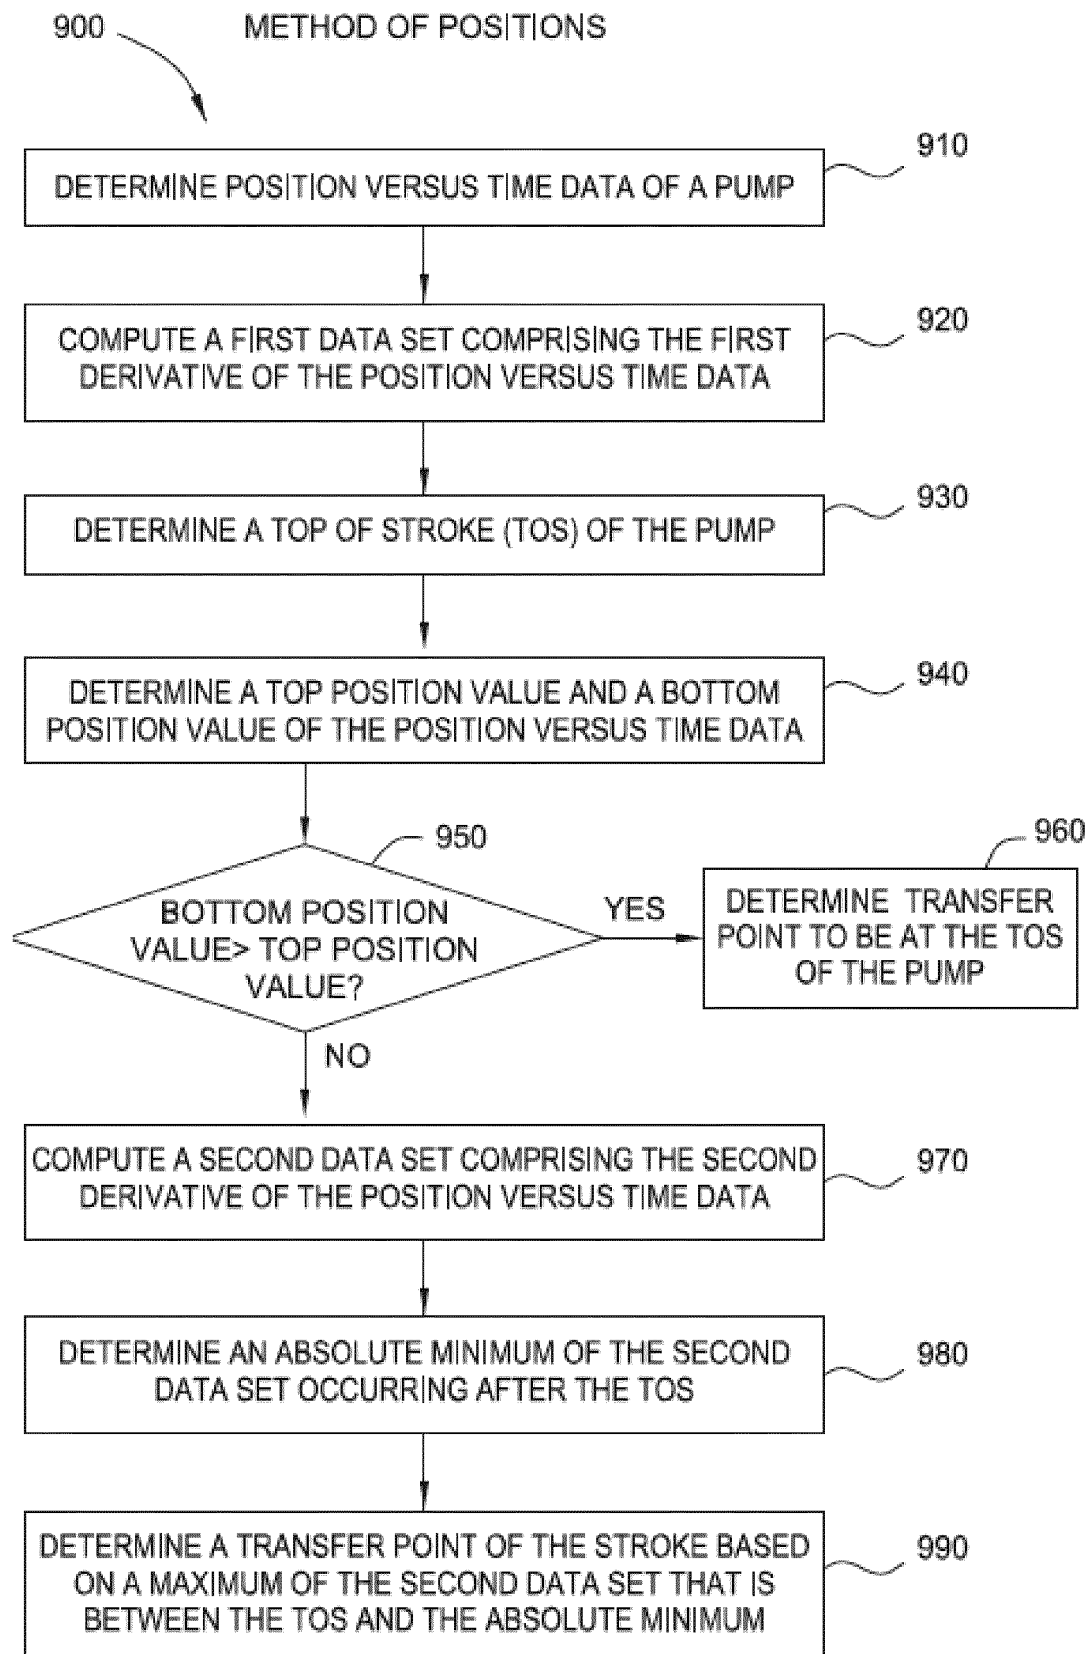 900
METHOD OF POSITIONS
910
DETERMINE POSITION VERSUS TIME DATA OF A PUMP
920
COMPUTE A FIRST DATA SET COMPRISING THE FIRST
DERIVATIVE OF THE POSITION VERSUS TIME DATA
930
DETERMINE A TOP OF STROKE (TOS) OF THE PUMP
940
DETERMINE A TOP POSITION VALUE AND A BOTTOM
POSITION VALUE OF THE POSITION VERSUS TIME DATA
950
BOTTOM POSITION
VALUE> TOP POSITION
VALUE?
YES
960
DETERMINE TRANSFER
POINT TO BE AT THE TOS
OF THE PUMP
NO
970
COMPUTE A SECOND DATA SET COMPRISING THE SECOND
DERIVATIVE OF THE POSITION VERSUS TIME DATA
980
DETERMINE AN ABSOLUTE MINIMUM OF THE SECOND
DATA SET OCCURRING AFTER THE TOS
990
DETERMINE A TRANSFER POINT OF THE STROKE BASED
ON A MAXIMUM OF THE SECOND DATA SET THAT IS
BETWEEN THE TOS AND THE ABSOLUTE MINIMUM